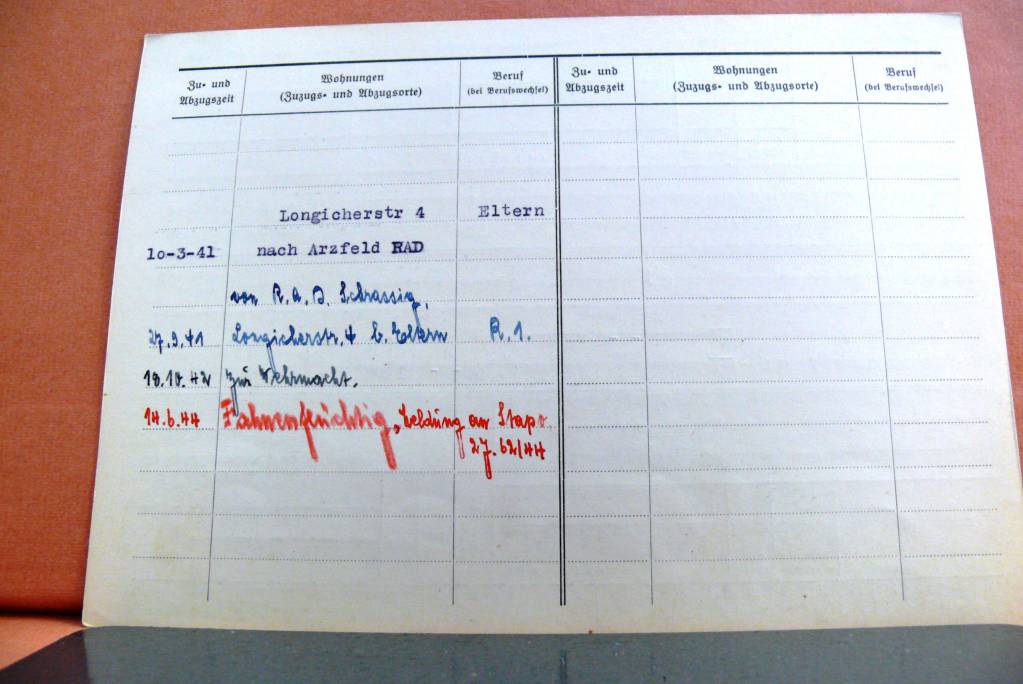 Zu- und Abzugszeit
Wohnungen
(Zuzugs- und Abzugsorte)
Beruf
(bei Berufswechsel)
Zu- und Abzugszeit
Wohnungen
(Zuzugs- und Abzugsorte)
Beruf
(bei Berufswechsel)
Longicherstr 4 Eltern
10-3-41 nach Arzfeld RAD
von R.A.D. Schrassig,
27.9.41 Longicherstr. 4 b. Eltern R.1.
zur Wehrmacht.
14.6.44 Fahnenflüchtig, Meldung an Stapo